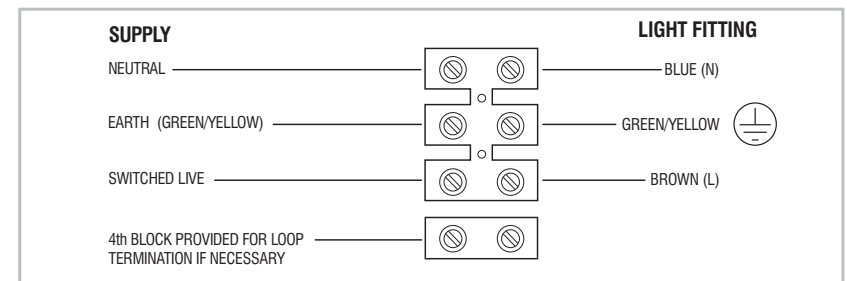 SUPPLY
LIGHT FITTING
NEUTRAL
BLUE (N)
EARTH (GREEN/YELLOW)
GREEN/YELLOW
SWITCHED LIVE
BROWN (L)
4th BLOCK PROVIDED FOR LOOP
TERMINATION IF NECESSARY